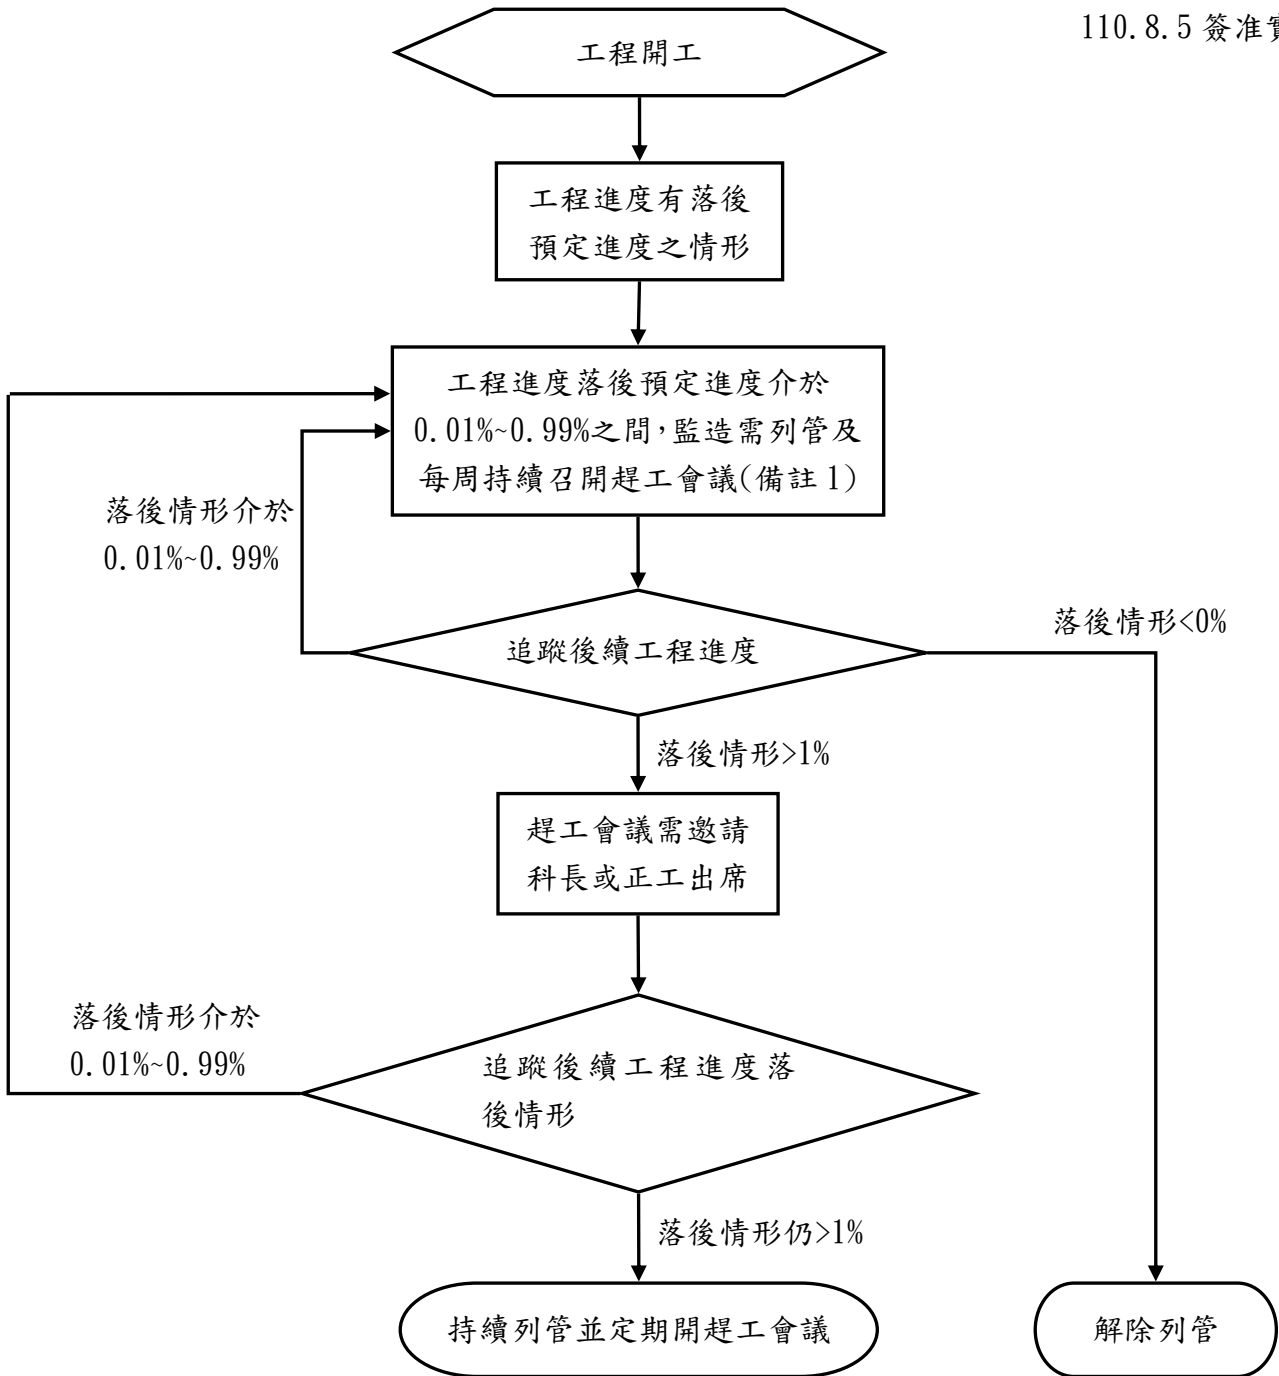 110.8.5 簽准
工程開工
工程進度有落後
預定進度之情形
工程進度落後預定進度介於
0.01%~0.99%之間，監造需列管及
每周持續召開趕工會議(備註 1)
落後情形介於
0.01%~0.99%
追蹤後續工程進度
落後情形<0%
落後情形>1%
趕工會議需邀請
科長或正工出席
落後情形介於
0.01%~0.99%
追蹤後續工程進度落
後情形
落後情形仍>1%
持續列管並定期開趕工會議
解除列管